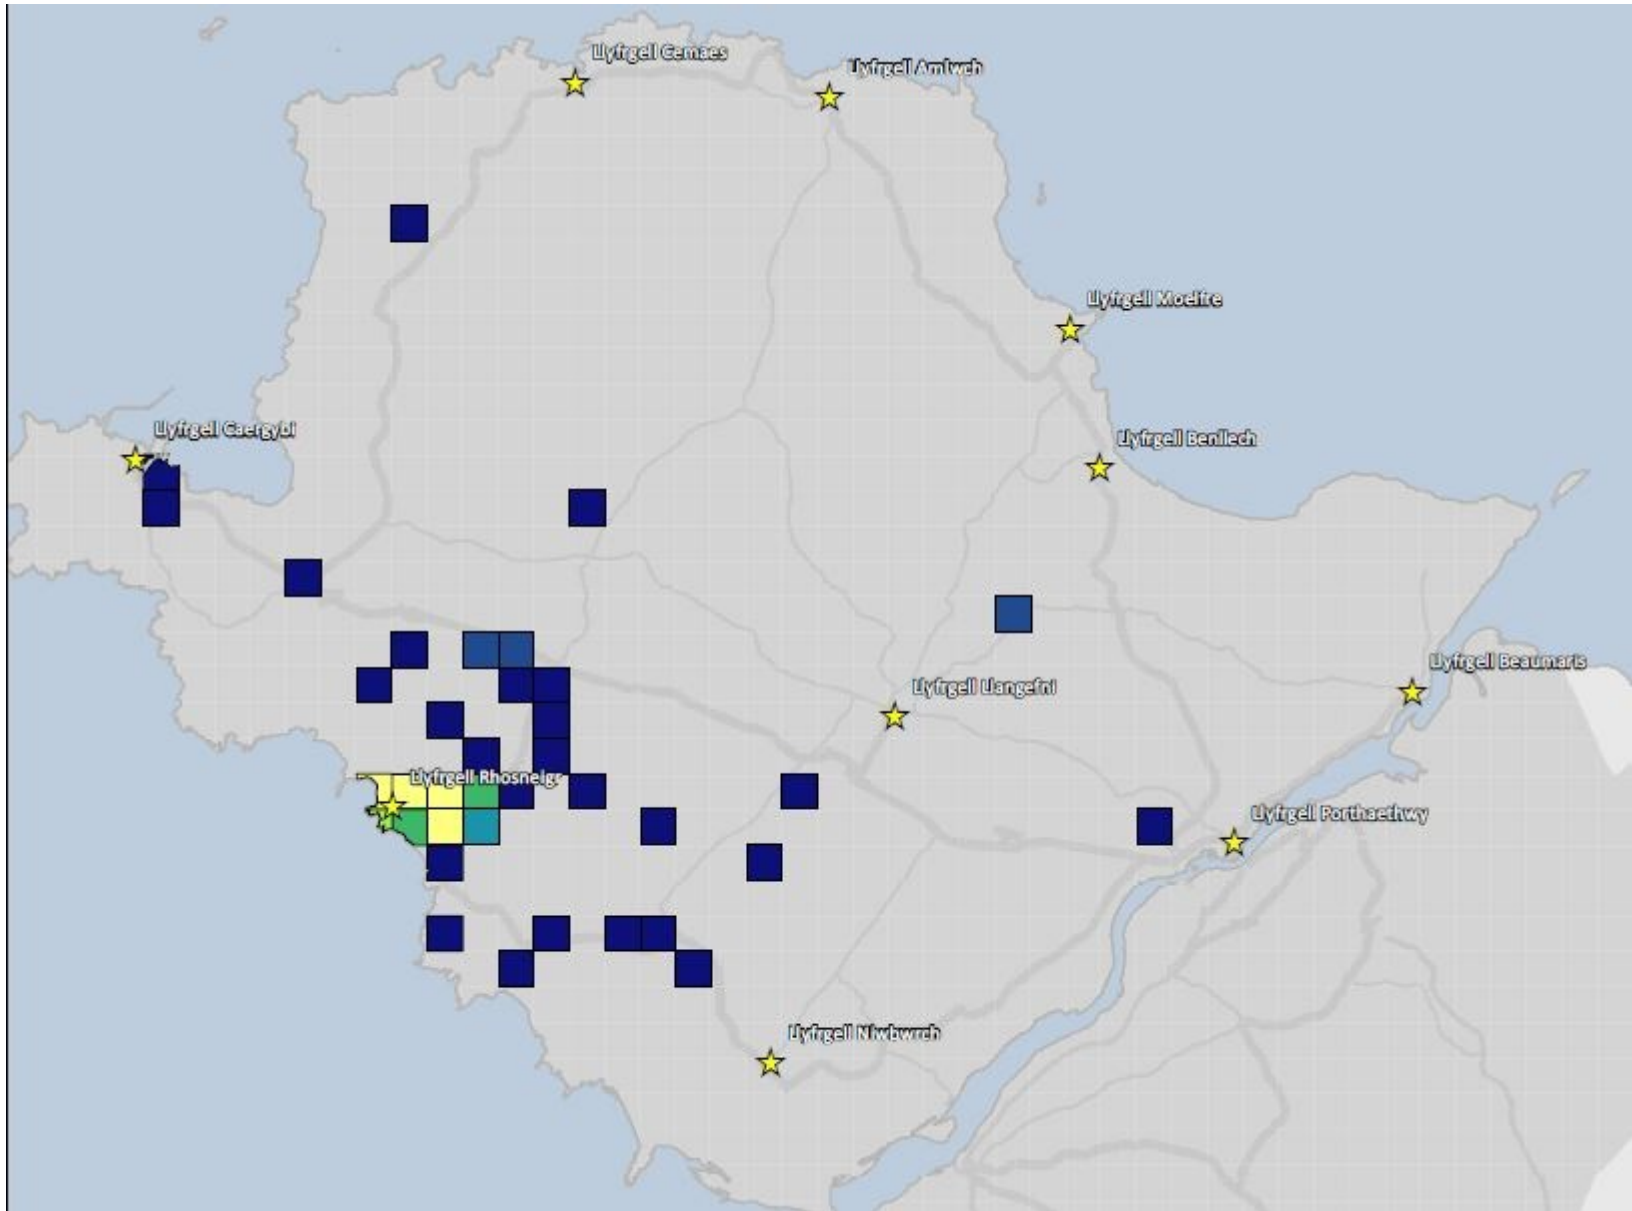 Llyfrgell Cemaes
Llyfrgell Amlwch
Llyfrgell Moelfre
Llyfrgell Caergybi
Llyfrgell Benllech
Llyfrgell Beaumaris
Llyfrgell Llangefni
Llyfrgell Rhosneigr
Llyfrgell Porthaethwy
Llyfrgell Niwbwrch